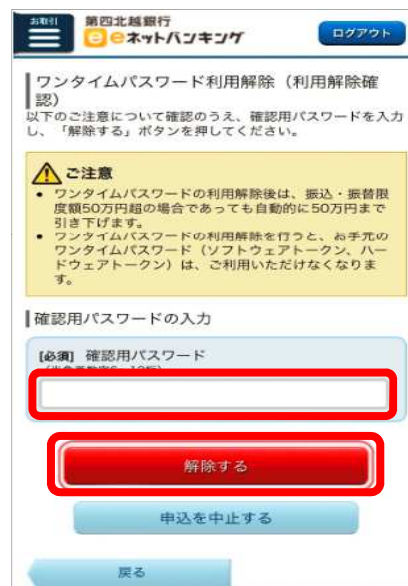 お取引
第四北越銀行
eネットバンキング
ログアウト
ワンタイムパスワード利用解除（利用解除確
認）
以下のご注意について確認のうえ、確認用パスワードを入力
し、「解除する」ボタンを押してください。
ご注意
• ワンタイムパスワードの利用解除後は、振込・振替限
度額50万円超の場合であっても自動的に50万円まで
引き下げます。
• ワンタイムパスワードの利用解除を行うと、お手元の
ワンタイムパスワード（ソフトウェアトークン、ハー
ドウェアトークン）は、ご利用いただけなくなりま
す。
確認用パスワードの入力
[必須] 確認用パスワード
解除する
申込を中止する
戻る